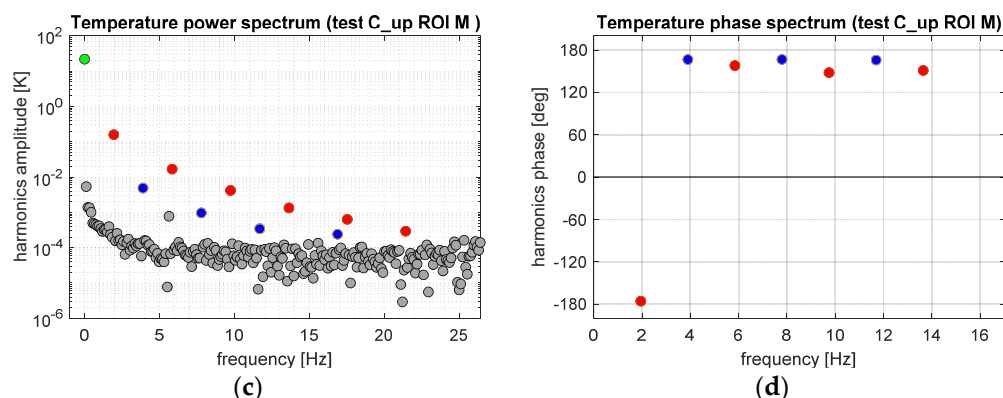 Temperature power spectrum (test C_up ROI M )
harmonics amplitude [K]
10^2
10^0
10^-2
10^-4
10^-6
0 5 10 15 20 25
frequency [Hz]
(c)
Temperature phase spectrum (test C_up ROI M)
harmonics phase [deg]
180
120
60
0
-60
-120
-180
0 2 4 6 8 10 12 14 16
frequency [Hz]
(d)